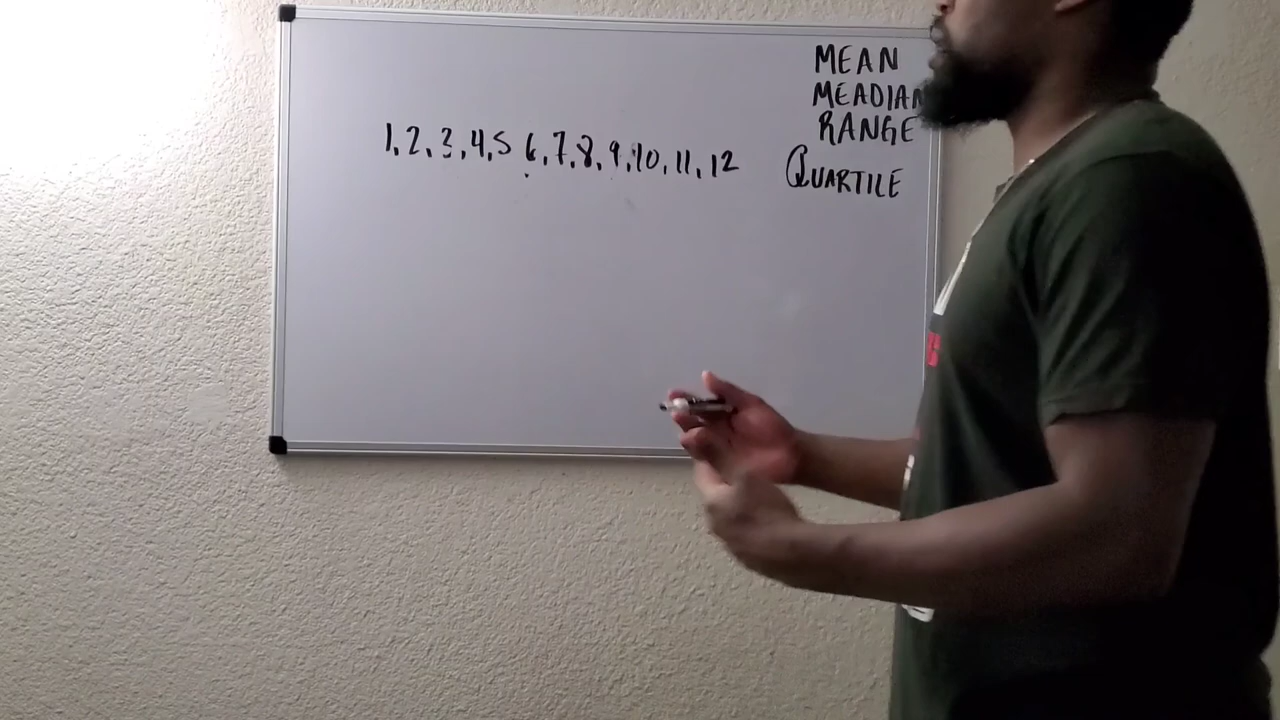 MEAN
MEADIAN
RANGE
1, 2, 3, 4, 5 6, 7, 8, 9, 10, 11, 12
QUARTILE